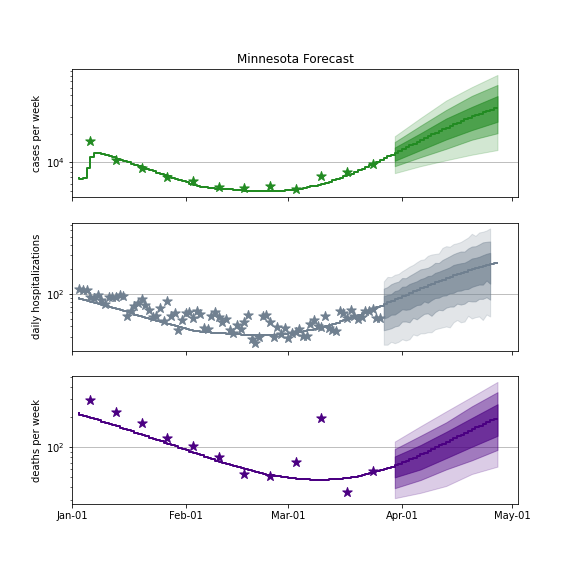 Minnesota Forecast
cases per week
10^4
daily hospitalizations
10^2
deaths per week
10^2
Jan-01 Feb-01 Mar-01 Apr-01 May-01